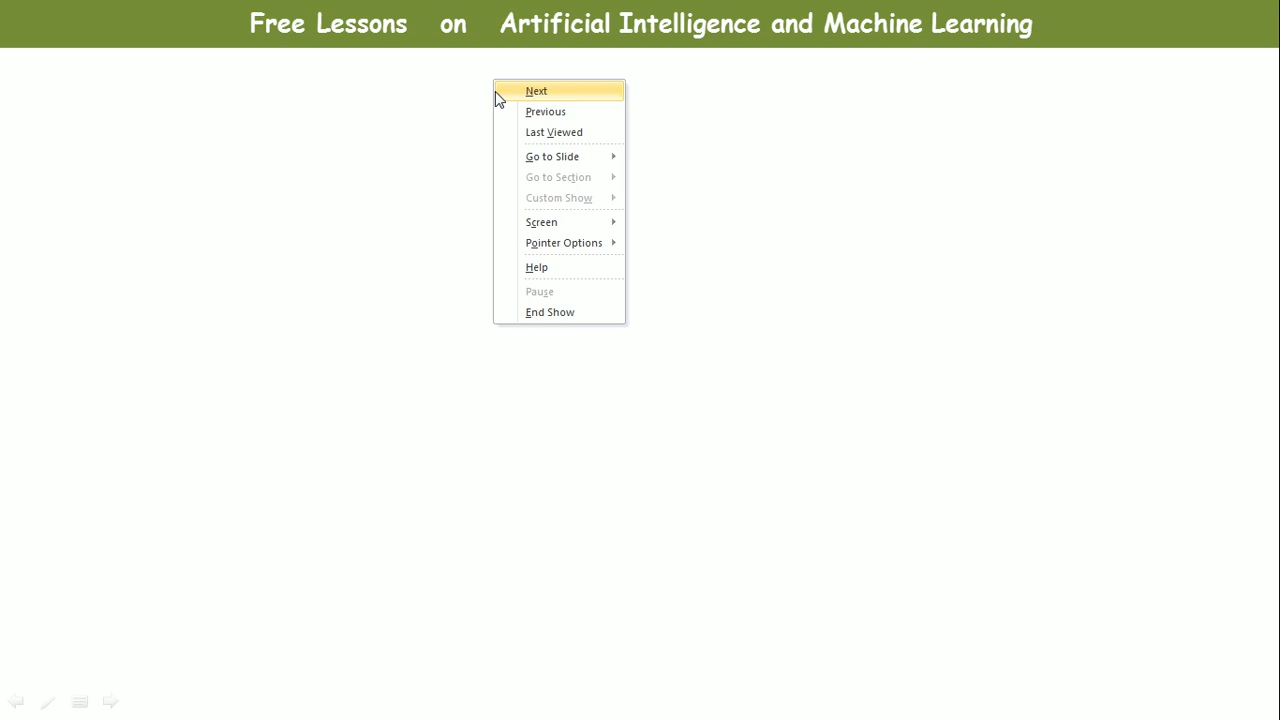 Free Lessons on Artificial Intelligence and Machine Learning
Next
Previous
Last Viewed
Go to Slide
Go to Section
Custom Show
Screen
Pointer Options
Help
Pause
End Show